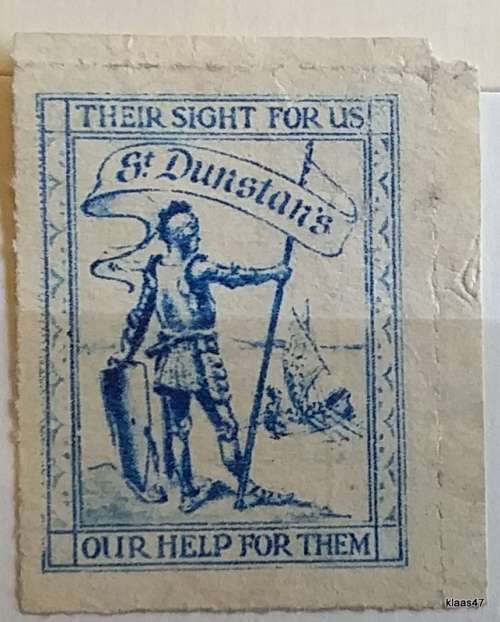 THEIR SIGHT FOR US
St Dunstan's
OUR HELP FOR THEM
klaas47